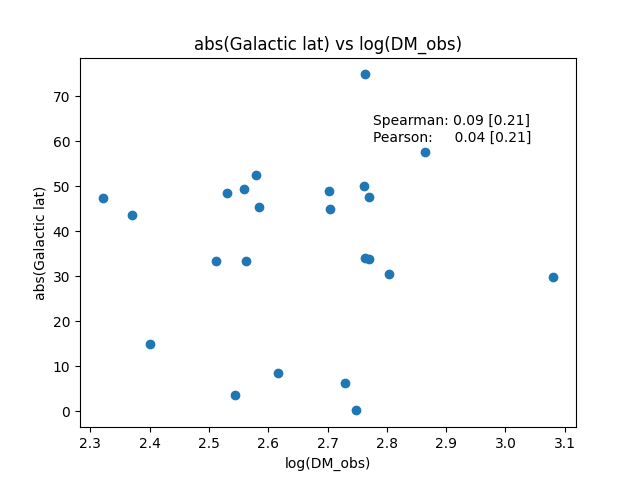 abs(Galactic lat) vs log(DM_obs)
Spearman: 0.09 [0.21]
Pearson: 0.04 [0.21]
abs(Galactic lat)
70
60
50
40
30
20
10
0
2.3 2.4 2.5 2.6 2.7 2.8 2.9 3.0 3.1
log(DM_obs)